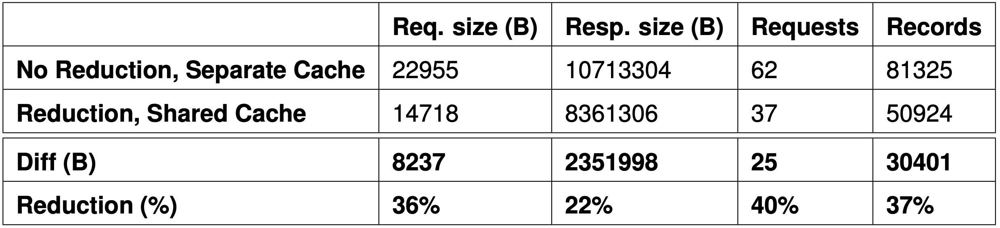 Req. size (B) Resp. size (B) Requests Records
No Reduction, Separate Cache 22955 10713304 62 81325
Reduction, Shared Cache 14718 8361306 37 50924
Diff (B) 8237 2351998 25 30401
Reduction (%) 36% 22% 40% 37%